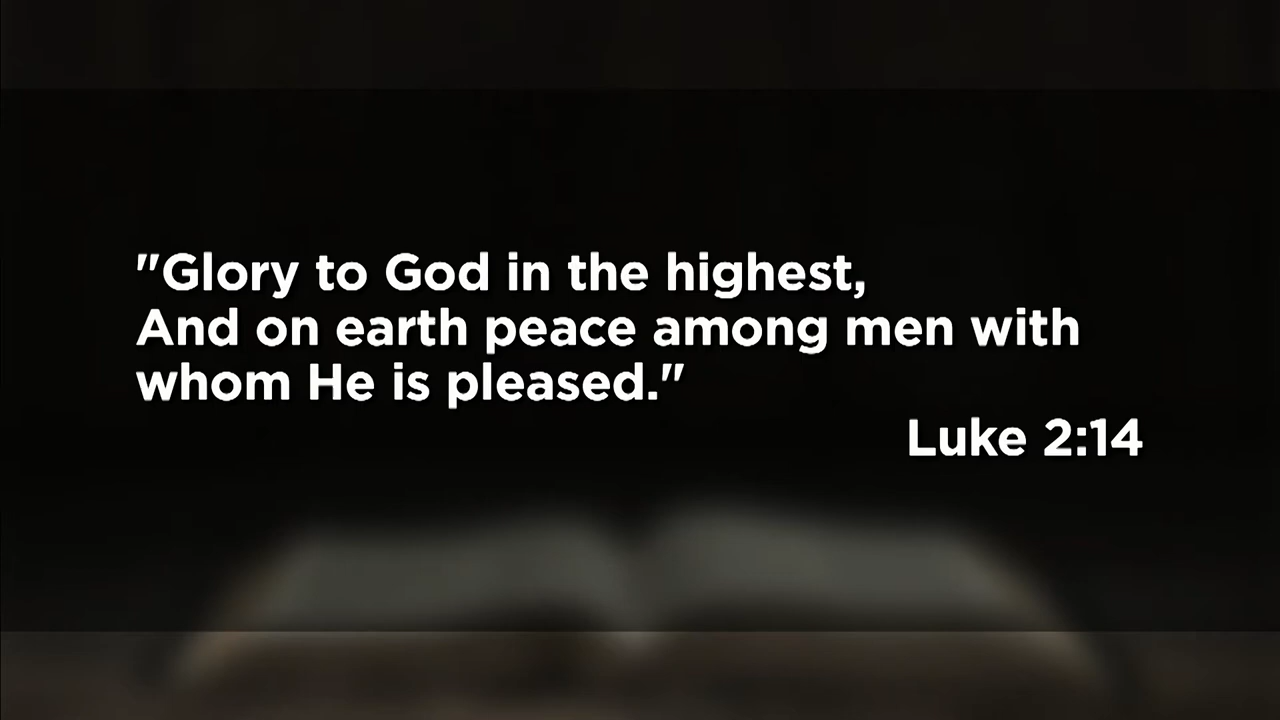 "Glory to God in the highest,
And on earth peace among men with
whom He is pleased."
Luke 2:14